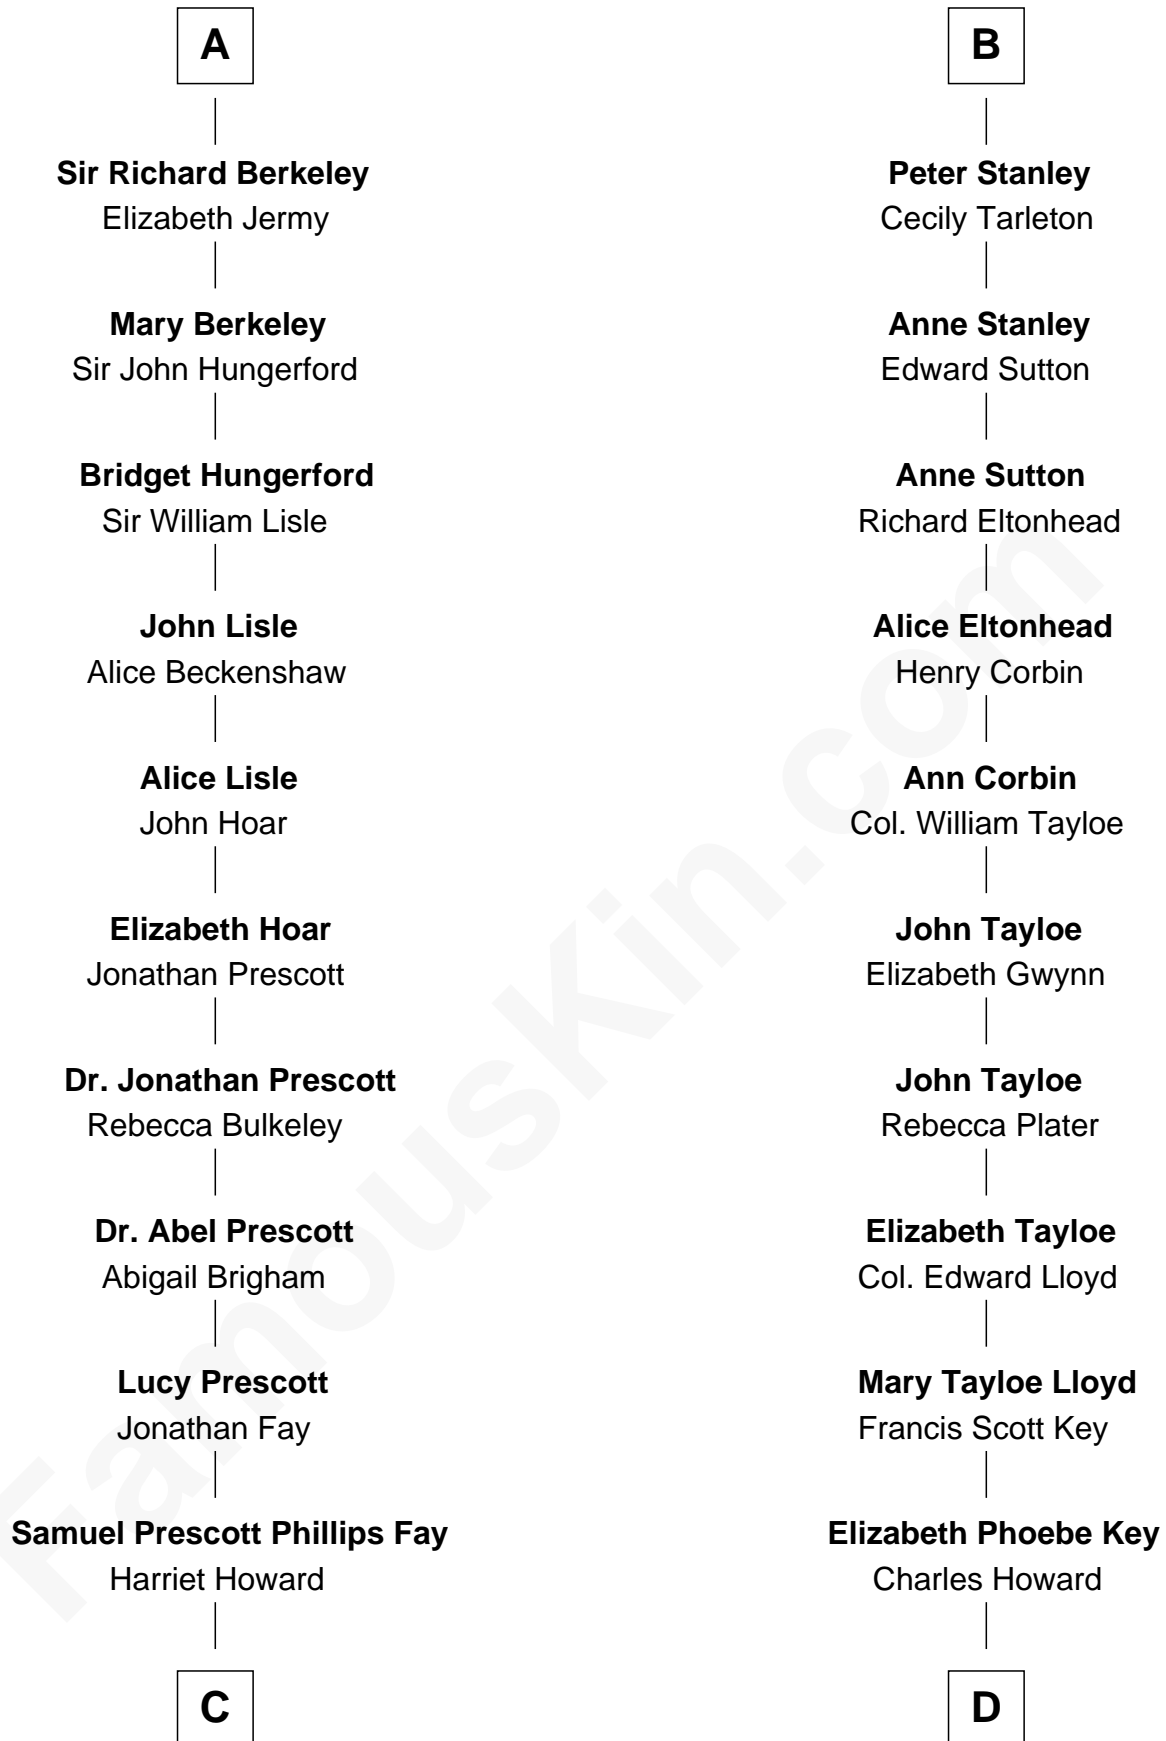 A
Sir Richard Berkeley
Elizabeth Jermy
Mary Berkeley
Sir John Hungerford
Bridget Hungerford
Sir William Lisle
John Lisle
Alice Beckenshaw
Alice Lisle
John Hoar
Elizabeth Hoar
Jonathan Prescott
Dr. Jonathan Prescott
Rebecca Bulkeley
Dr. Abel Prescott
Abigail Brigham
Lucy Prescott
Jonathan Fay
Samuel Prescott Phillips Fay
Harriet Howard
C
B
Peter Stanley
Cecily Tarleton
Anne Stanley
Edward Sutton
Anne Sutton
Richard Eltonhead
Alice Eltonhead
Henry Corbin
Ann Corbin
Col. William Tayloe
John Tayloe
Elizabeth Gwynn
John Tayloe
Rebecca Plater
Elizabeth Tayloe
Col. Edward Lloyd
Mary Tayloe Lloyd
Francis Scott Key
Elizabeth Phoebe Key
Charles Howard
D
FamousKin.com